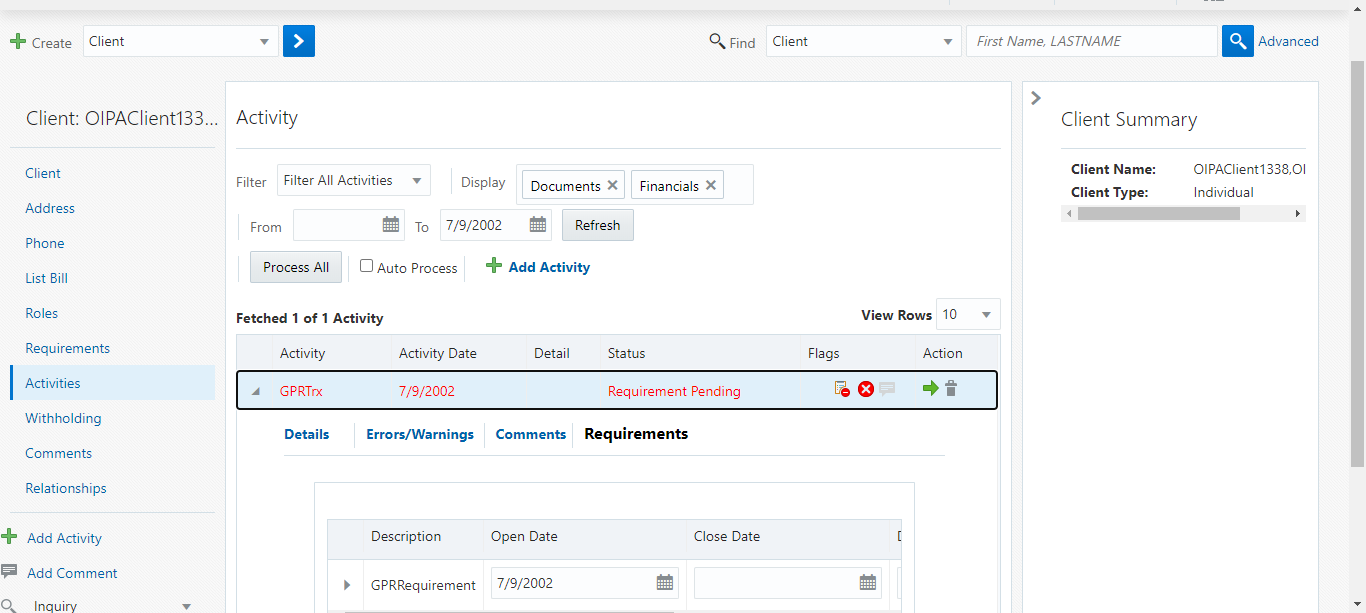 Create Client Find Client First Name, LASTNAME Advanced
Client: OIPAClient133...
Client
Address
Phone
List Bill
Roles
Requirements
Activities
Withholding
Comments
Relationships
Add Activity
Add Comment
Inquiry
Activity
Filter Filter All Activities Display Documents Financials
From To 7/9/2002 Refresh
Process All Auto Process Add Activity
Fetched 1 of 1 Activity View Rows 10
Activity Activity Date Detail Status Flags Action
GPRTrx 7/9/2002 Requirement Pending
Details Errors/Warnings Comments Requirements
Description Open Date Close Date
GPRRequirement 7/9/2002
Client Summary
Client Name: OIPAClient1338,OI
Client Type: Individual